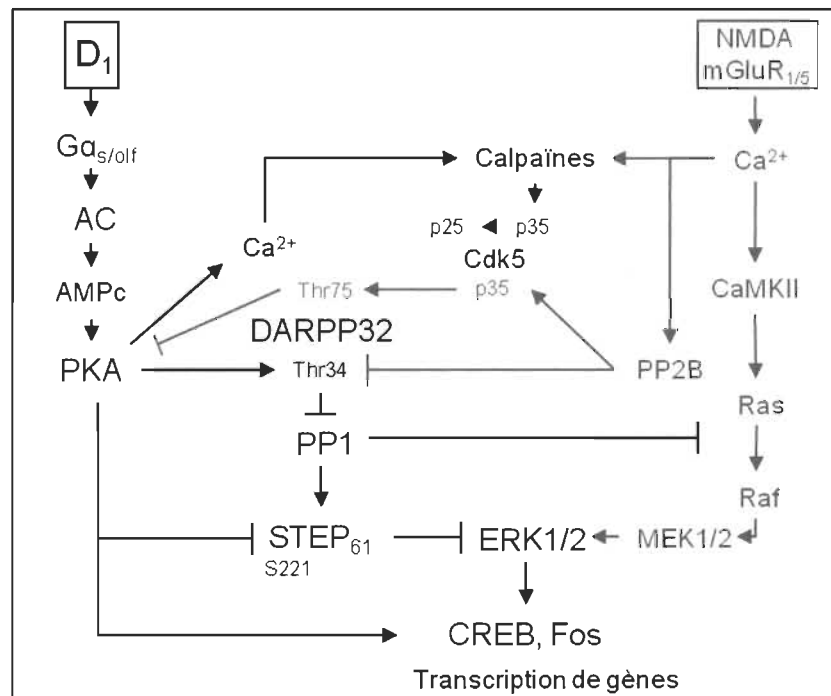 D1
NMDA
mGluR1/5
Gαs/olf
Calpaïnes
Ca2+
AC
p25 p35
Ca2+
Cdk5
AMPc
Thr75
p35
CaMKII
DARPP32
PKA
Thr34
PP2B
Ras
PP1
Raf
STEP61
ERK1/2
MEK1/2
S221
CREB, Fos
Transcription de gènes